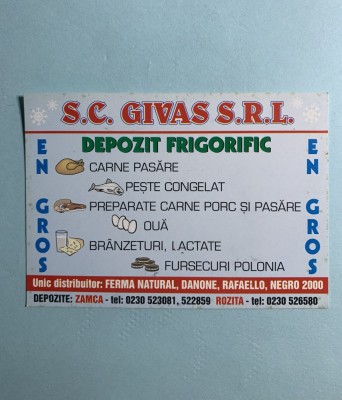 S.C. GIVAS S.R.L.
DEPOZIT FRIGORIFIC
EN GROS
CARNE PASĂRE
PEȘTE CONGELAT
PREPARATE CARNE PORC ȘI PASĂRE
OUĂ
BRÂNZETURI, LACTATE
FURSECURI POLONIA
EN GROS
Unic distribuitor: FERMA NATURAL, DANONE, RAFAELLO, NEGRO 2000
DEPOZITE: ZAMCA - tel: 0230 523081, 522859 ROZITA - tel: 0230 526580